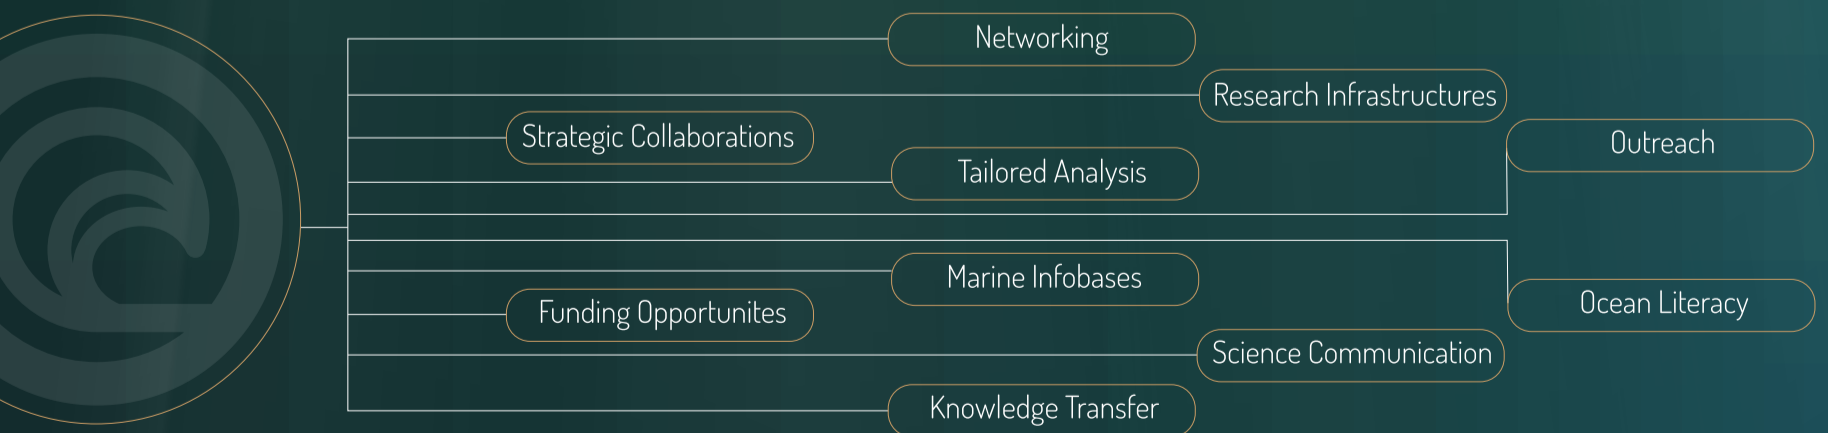 Networking
Research Infrastructures
Strategic Collaborations
Outreach
Tailored Analysis
Marine Infobases
Ocean Literacy
Funding Opportunites
Science Communication
Knowledge Transfer